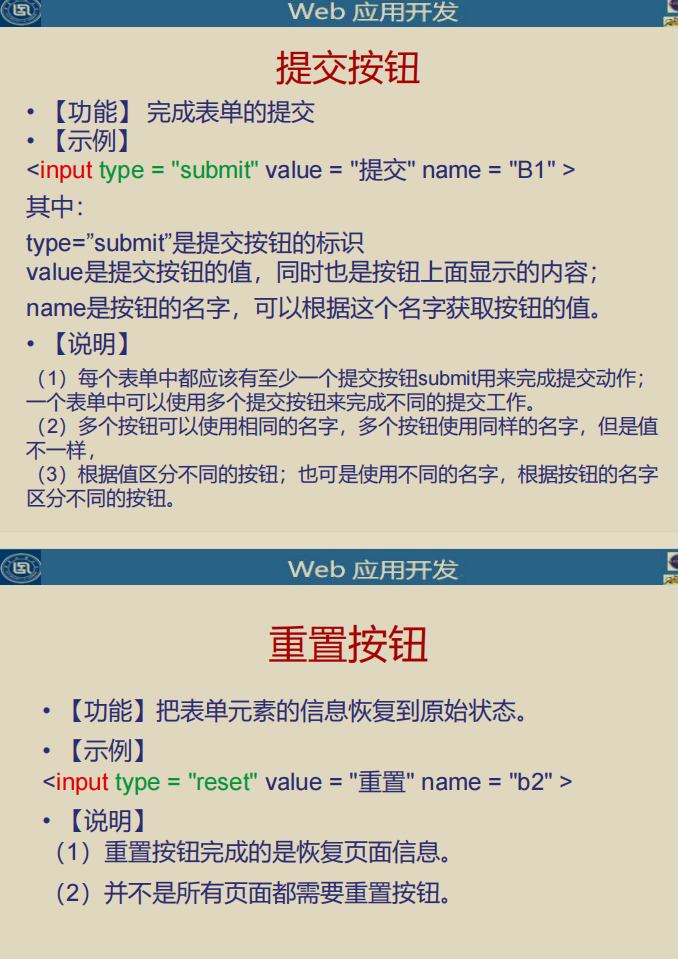 Web 应用开发
提交按钮
• 【功能】 完成表单的提交
• 【示例】
<input type = "submit" value = "提交" name = "B1" >
其中：
type=”submit”是提交按钮的标识
value是提交按钮的值，同时也是按钮上面显示的内容；
name是按钮的名字，可以根据这个名字获取按钮的值。
• 【说明】
（1）每个表单中都应该有至少一个提交按钮submit用来完成提交动作；
一个表单中可以使用多个提交按钮来完成不同的提交工作。
（2）多个按钮可以使用相同的名字，多个按钮使用同样的名字，但是值
不一样，
（3）根据值区分不同的按钮；也可是使用不同的名字，根据按钮的名字
区分不同的按钮。
Web 应用开发
重置按钮
• 【功能】把表单元素的信息恢复到原始状态。
• 【示例】
<input type = "reset" value = "重置" name = "b2" >
• 【说明】
（1）重置按钮完成的是恢复页面信息。
（2）并不是所有页面都需要重置按钮。